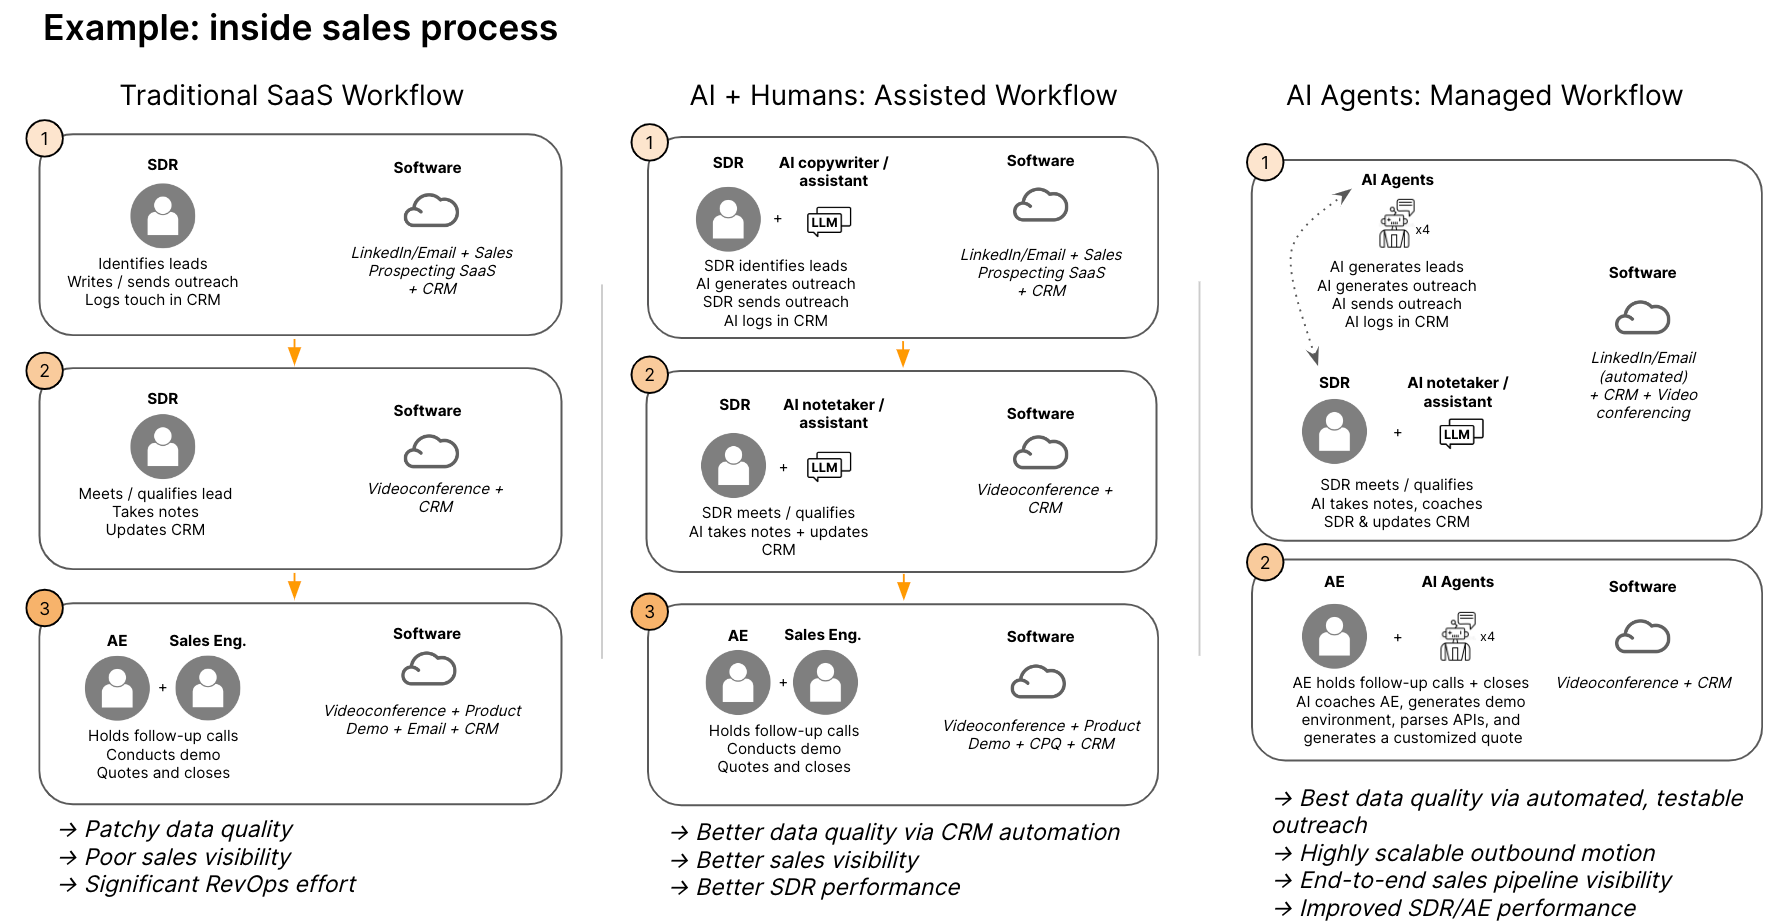 Example: inside sales process
Traditional SaaS Workflow
1
SDR
Identifies leads
Writes / sends outreach
Logs touch in CRM
Software
LinkedIn/Email + Sales
Prospecting SaaS
+ CRM
2
SDR
Meets / qualifies lead
Takes notes
Updates CRM
Software
Videoconference +
CRM
3
AE
+
Sales Eng.
Holds follow-up calls
Conducts demo
Quotes and closes
Software
Videoconference + Product
Demo + Email + CRM
→ Patchy data quality
→ Poor sales visibility
→ Significant RevOps effort
AI + Humans: Assisted Workflow
1
SDR
+
AI copywriter /
assistant
LLM
SDR identifies leads
AI generates outreach
SDR sends outreach
AI logs in CRM
Software
LinkedIn/Email + Sales
Prospecting SaaS
+ CRM
2
SDR
+
AI notetaker /
assistant
LLM
SDR meets / qualifies
AI takes notes + updates
CRM
Software
Videoconference +
CRM
3
AE
+
Sales Eng.
Holds follow-up calls
Conducts demo
Quotes and closes
Software
Videoconference + Product
Demo + CPQ + CRM
→ Better data quality via CRM automation
→ Better sales visibility
→ Better SDR performance
AI Agents: Managed Workflow
1
AI Agents
x4
AI generates leads
AI generates outreach
AI sends outreach
AI logs in CRM
SDR
+
AI notetaker /
assistant
LLM
SDR meets / qualifies
AI takes notes, coaches
SDR & updates CRM
Software
LinkedIn/Email
(automated)
+ CRM + Video
conferencing
2
AE
+
AI Agents
x4
AE holds follow-up calls + closes
AI coaches AE, generates demo
environment, parses APIs, and
generates a customized quote
Software
Videoconference + CRM
→ Best data quality via automated, testable
outreach
→ Highly scalable outbound motion
→ End-to-end sales pipeline visibility
→ Improved SDR/AE performance